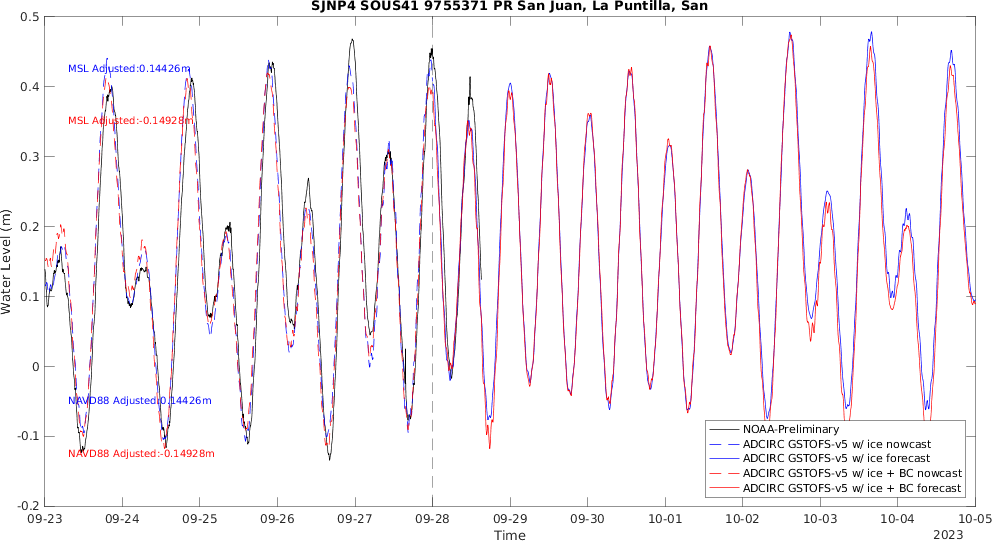 SJNP4 SOUS41 9755371 PR San Juan, La Puntilla, San
0.5
0.4
0.3
0.2
0.1
0
-0.1
-0.2
Water Level (m)
MSL Adjusted:0.14426m
MSL Adjusted:-0.14928m
NAVD88 Adjusted:0.14426m
NAVD88 Adjusted:-0.14928m
NOAA-Preliminary
ADCIRC GSTOFS-v5 w/ ice nowcast
ADCIRC GSTOFS-v5 w/ ice forecast
ADCIRC GSTOFS-v5 w/ ice + BC nowcast
ADCIRC GSTOFS-v5 w/ ice + BC forecast
09-23 09-24 09-25 09-26 09-27 09-28 09-29 09-30 10-01 10-02 10-03 10-04 10-05
Time
2023